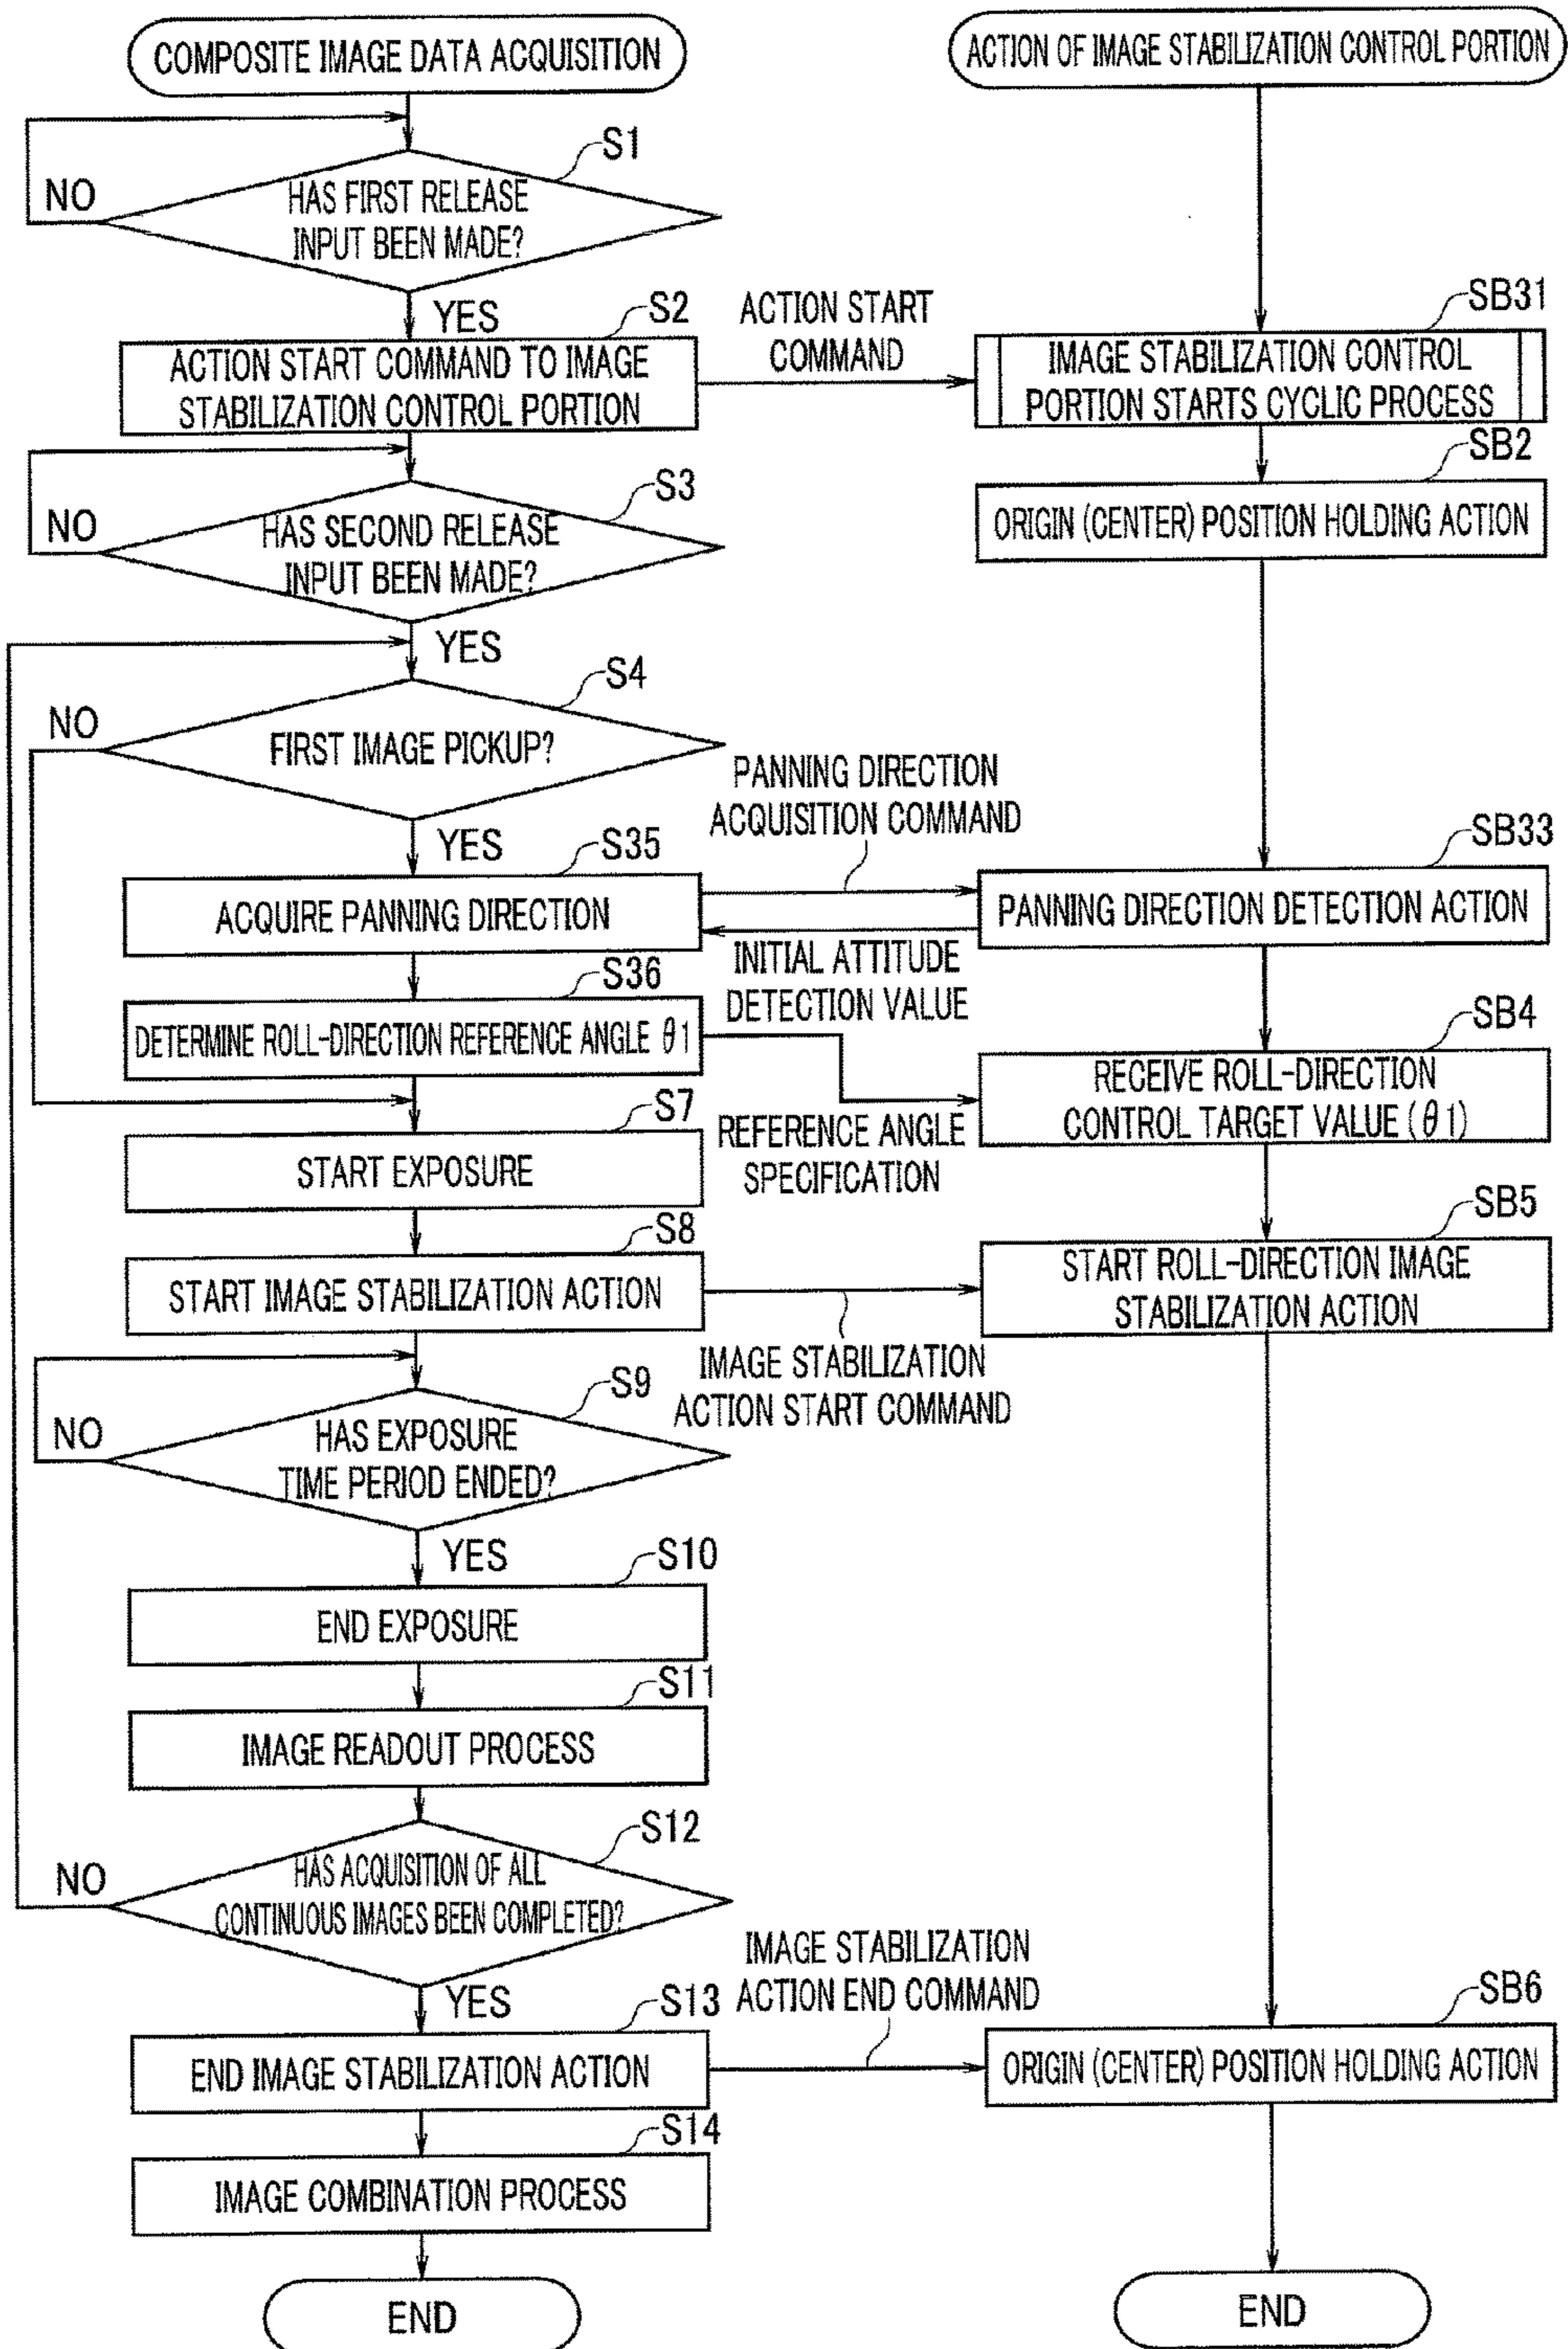 COMPOSITE IMAGE DATA ACQUISITION
ACTION OF IMAGE STABILIZATION CONTROL PORTION
S1
NO
HAS FIRST RELEASE
INPUT BEEN MADE?
YES
S2
ACTION START
COMMAND
SB31
ACTION START COMMAND TO IMAGE
STABILIZATION CONTROL PORTION
IMAGE STABILIZATION CONTROL
PORTION STARTS CYCLIC PROCESS
SB2
ORIGIN (CENTER) POSITION HOLDING ACTION
S3
NO
HAS SECOND RELEASE
INPUT BEEN MADE?
YES
S4
NO
FIRST IMAGE PICKUP?
YES
PANNING DIRECTION
ACQUISITION COMMAND
S35
ACQUIRE PANNING DIRECTION
SB33
PANNING DIRECTION DETECTION ACTION
INITIAL ATTITUDE
DETECTION VALUE
S36
DETERMINE ROLL-DIRECTION REFERENCE ANGLE θ1
SB4
RECEIVE ROLL-DIRECTION
CONTROL TARGET VALUE (θ1)
REFERENCE ANGLE
SPECIFICATION
S7
START EXPOSURE
S8
START IMAGE STABILIZATION ACTION
SB5
START ROLL-DIRECTION IMAGE
STABILIZATION ACTION
IMAGE STABILIZATION
ACTION START COMMAND
S9
NO
HAS EXPOSURE
TIME PERIOD ENDED?
YES
S10
END EXPOSURE
S11
IMAGE READOUT PROCESS
S12
NO
HAS ACQUISITION OF ALL
CONTINUOUS IMAGES BEEN COMPLETED?
YES
IMAGE STABILIZATION
ACTION END COMMAND
S13
END IMAGE STABILIZATION ACTION
SB6
ORIGIN (CENTER) POSITION HOLDING ACTION
S14
IMAGE COMBINATION PROCESS
END
END